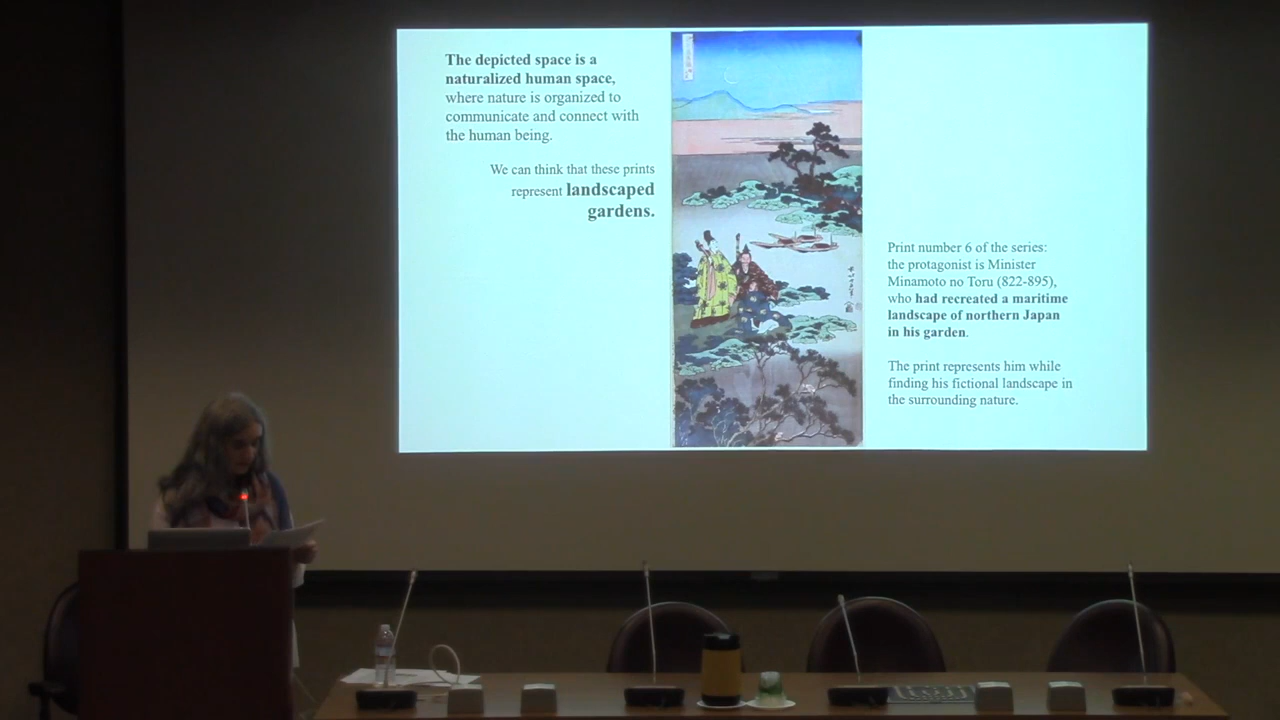 The depicted space is a
naturalized human space,
where nature is organized to
communicate and connect with
the human being.
We can think that these prints
represent landscaped
gardens.
Print number 6 of the series:
the protagonist is Minister
Minamoto no Toru (822-895),
who had recreated a maritime
landscape of northern Japan
in his garden.
The print represents him while
finding his fictional landscape in
the surrounding nature.